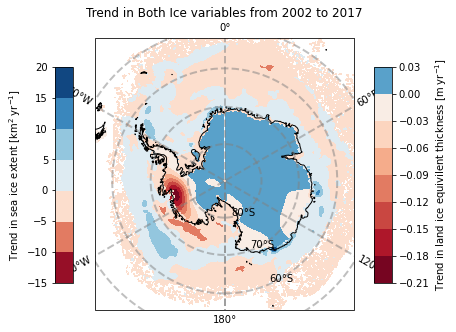 Trend in Both Ice variables from 2002 to 2017
0°
20
15
10
5
0
−5
−10
−15
Trend in sea ice extent [km² yr⁻¹]
60°
80°S
70°S
60°S
120
°W
°W
180°
0.03
0.00
−0.03
−0.06
−0.09
−0.12
−0.15
−0.18
−0.21
Trend in land ice equivilent thickness [m yr⁻¹]